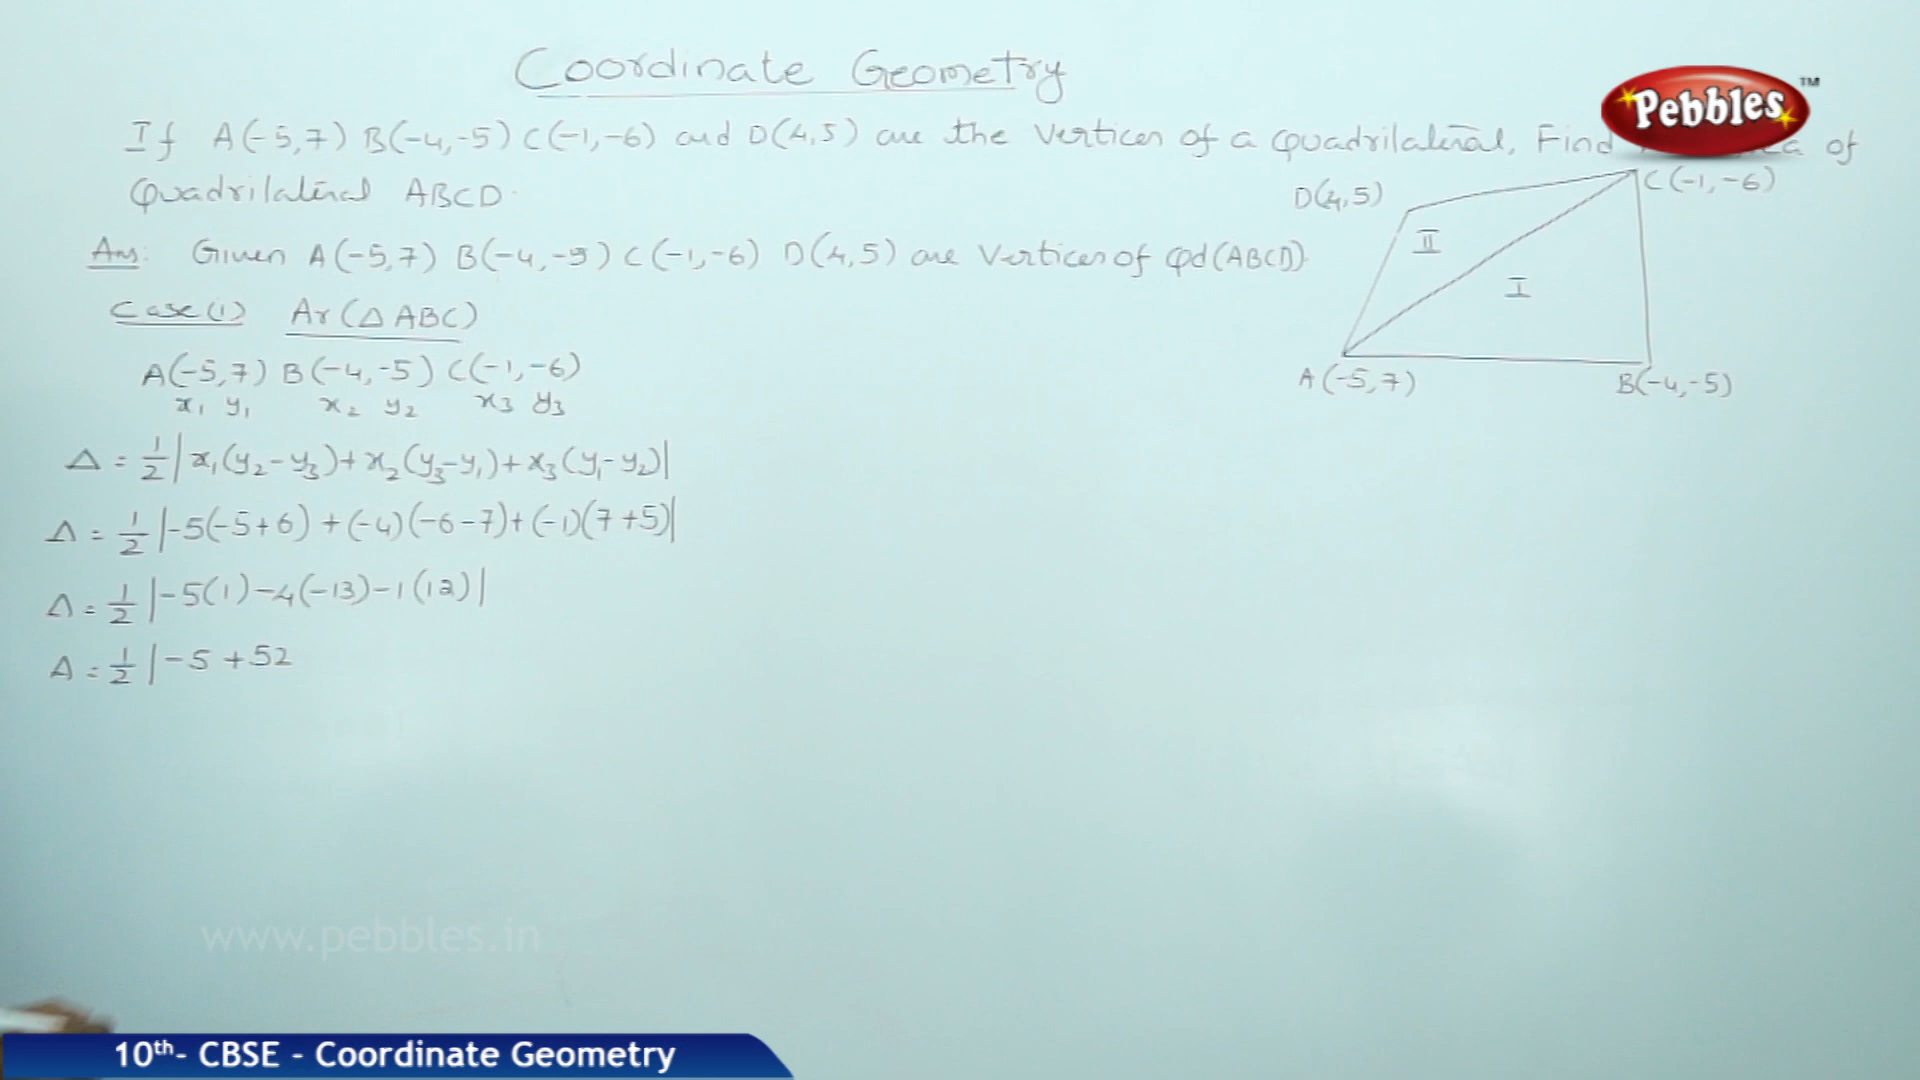 Coordinate Geometry
Pebbles™
If A(-5,7) B(-4,-5) C(-1,-6) and D(4,5) are the Vertices of a Quadrilateral, Find of
Quadrilateral ABCD.
D(4,5)
C(-1,-6)
II
I
A(-5,7)
B(-4,-5)
Ans: Given A(-5,7) B(-4,-5) C(-1,-6) D(4,5) are Vertices of Qd(ABCD).
Case(1) Ar(△ABC)
A(-5,7) B(-4,-5) C(-1,-6)
x₁ y₁ x₂ y₂ x₃ y₃
△ = 1/2 |x₁(y₂-y₃)+x₂(y₃-y₁)+x₃(y₁-y₂)|
△ = 1/2 |-5(-5+6)+(-4)(-6-7)+(-1)(7+5)|
△ = 1/2 |-5(1)-4(-13)-1(12)|
△ = 1/2 |-5+52
www.pebbles.in
10th- CBSE - Coordinate Geometry